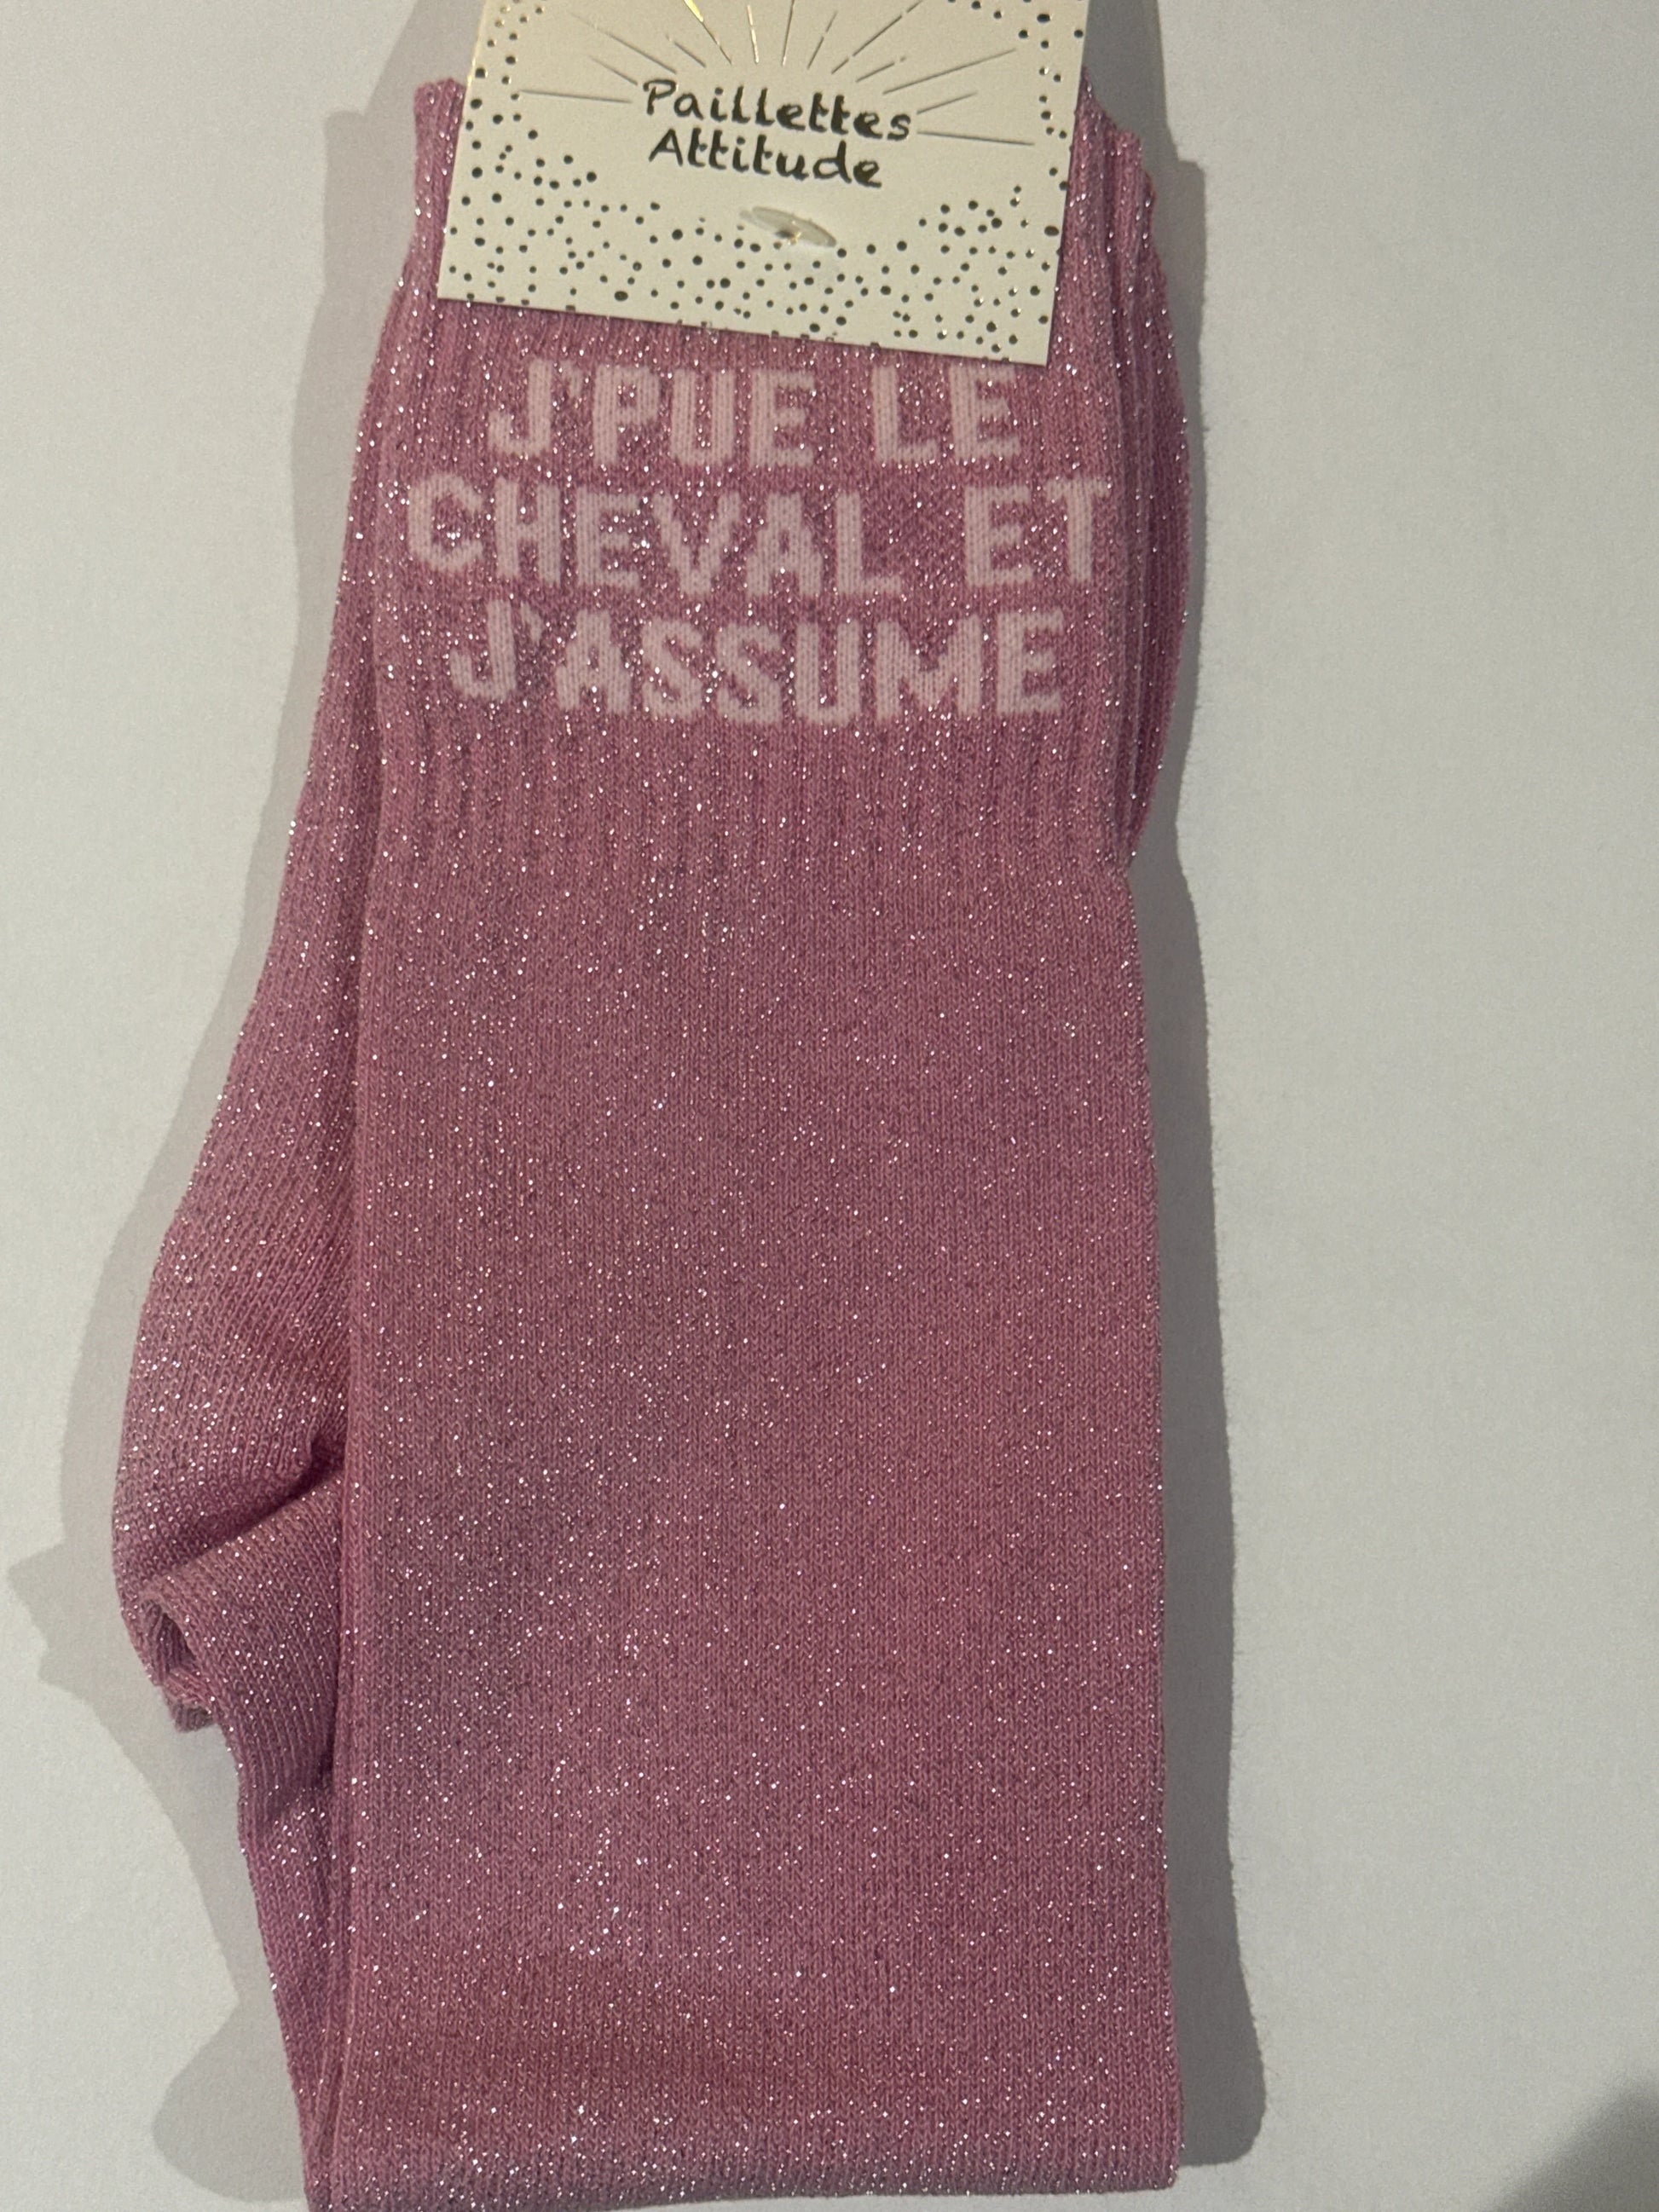 Paillettes
Attitude
J'PUE LE
CHEVAL ET
J'ASSUME